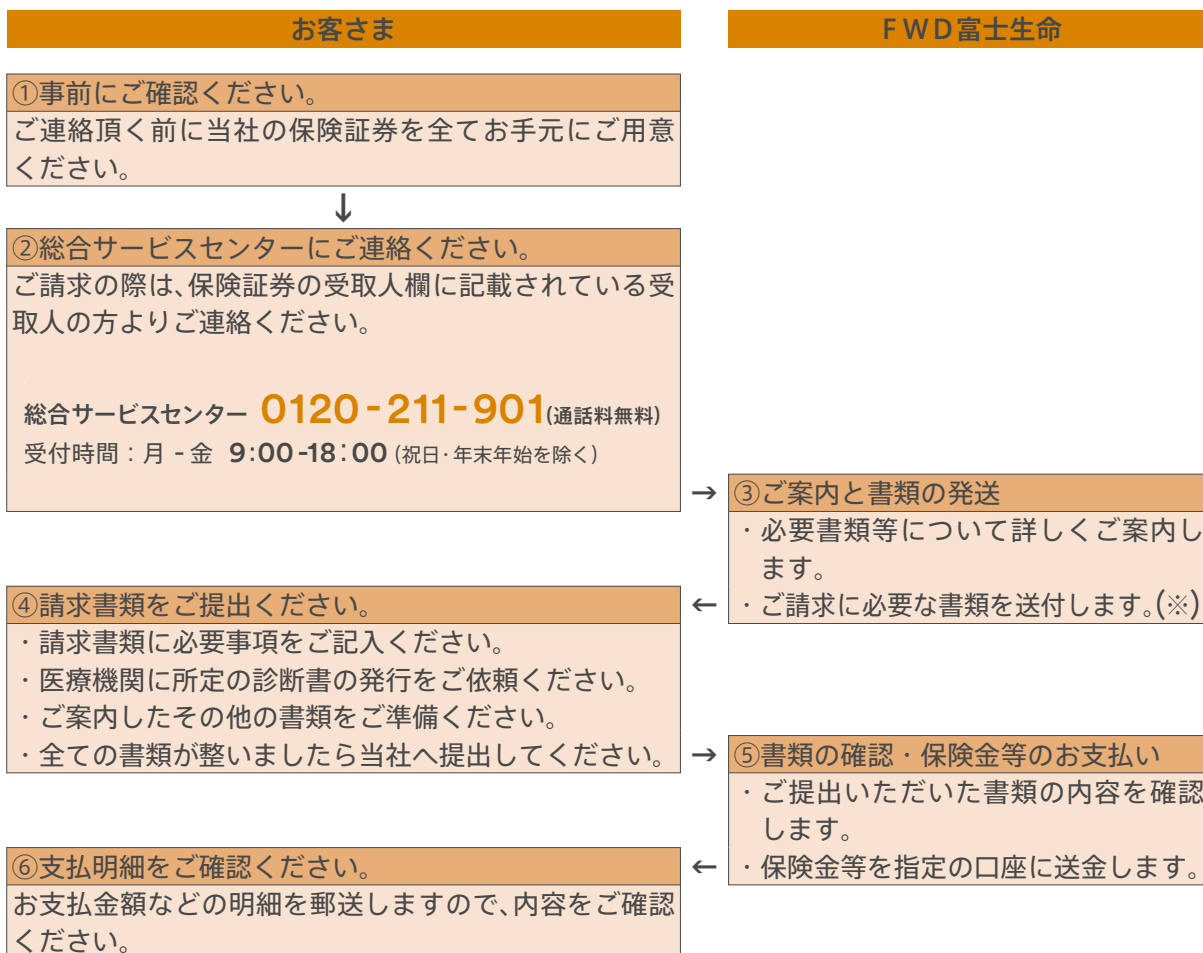 お客さま
FWD富士生命
①事前にご確認ください。
ご連絡頂く前に当社の保険証券を全てお手元にご用意
ください。
↓
②総合サービスセンターにご連絡ください。
ご請求の際は、保険証券の受取人欄に記載されている受
取人の方よりご連絡ください。
総合サービスセンター 0120-211-901(通話料無料)
受付時間：月-金 9:00-18:00(祝日・年末年始を除く)
→
③ご案内と書類の発送
・必要書類等について詳しくご案内し
ます。
・ご請求に必要な書類を送付します。(※)
←
④請求書類をご提出ください。
・請求書類に必要事項をご記入ください。
・医療機関に所定の診断書の発行をご依頼ください。
・ご案内したその他の書類をご準備ください。
・全ての書類が整いましたら当社へ提出してください。
→
⑤書類の確認・保険金等のお支払い
・ご提出いただいた書類の内容を確認
します。
・保険金等を指定の口座に送金します。
←
⑥支払明細をご確認ください。
お支払金額などの明細を郵送しますので、内容をご確認
ください。